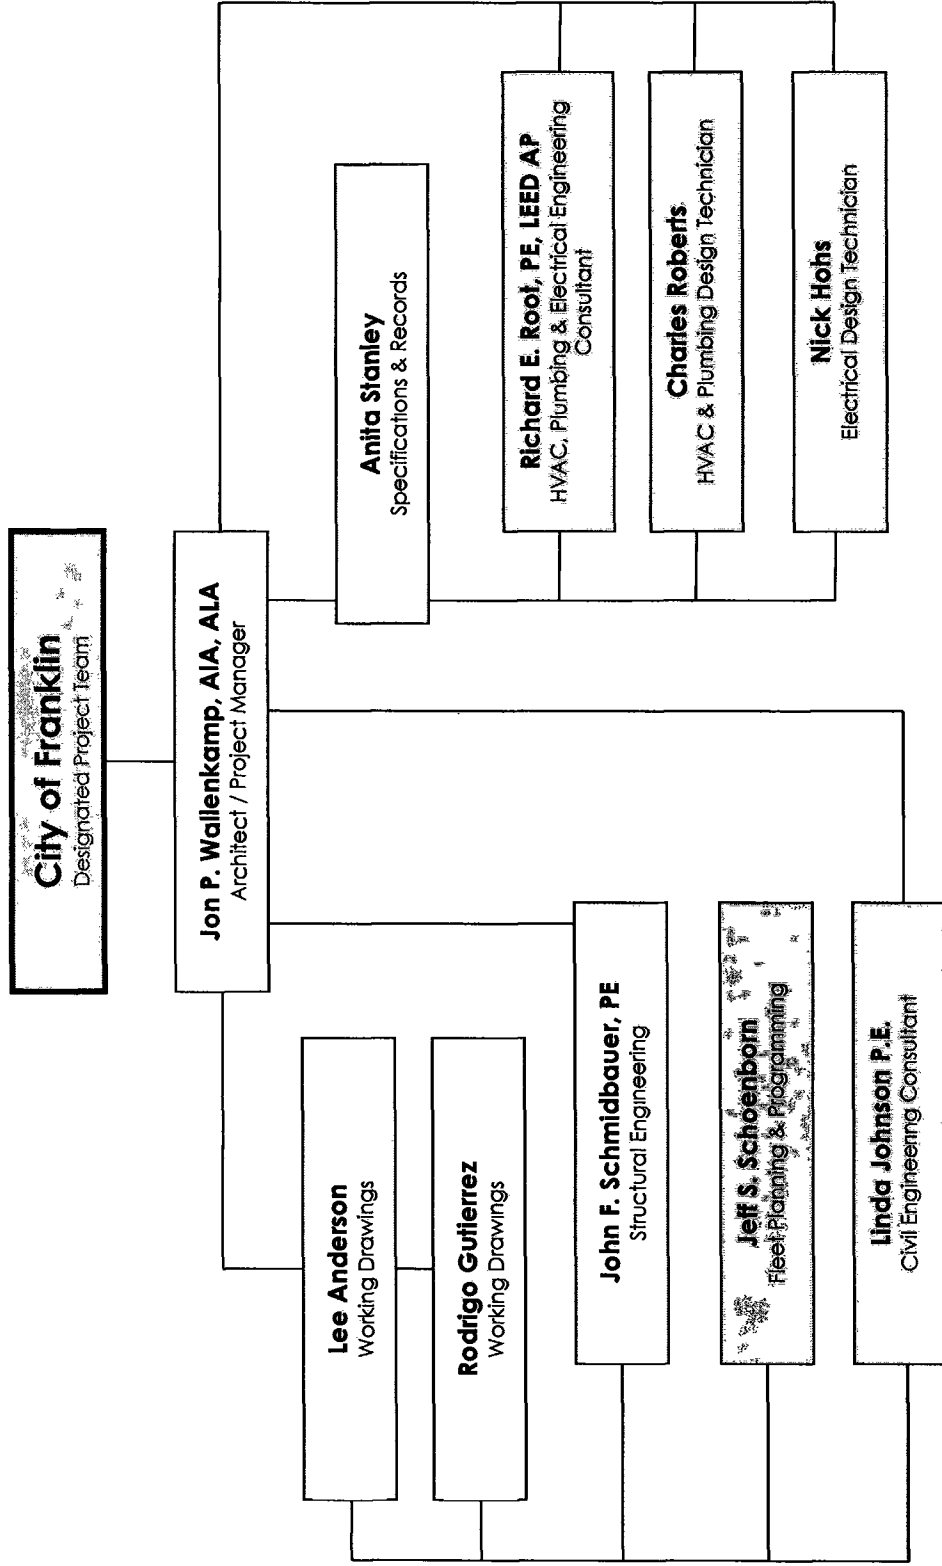 City of Franklin
Designated Project Team
Jon P. Wallenkamp, AIA, ALA
Architect / Project Manager
Lee Anderson
Working Drawings
Rodrigo Gutierrez
Working Drawings
John F. Schmidbauer, PE
Structural Engineering
Jeff S. Schoenborn
Fleet Planning & Programming
Linda Johnson P.E.
Civil Engineering Consultant
Anita Stanley
Specifications & Records
Richard E. Root, PE, LEED AP
HVAC, Plumbing & Electrical Engineering
Consultant
Charles Roberts
HVAC & Plumbing Design Technician
Nick Hohs
Electrical Design Technician